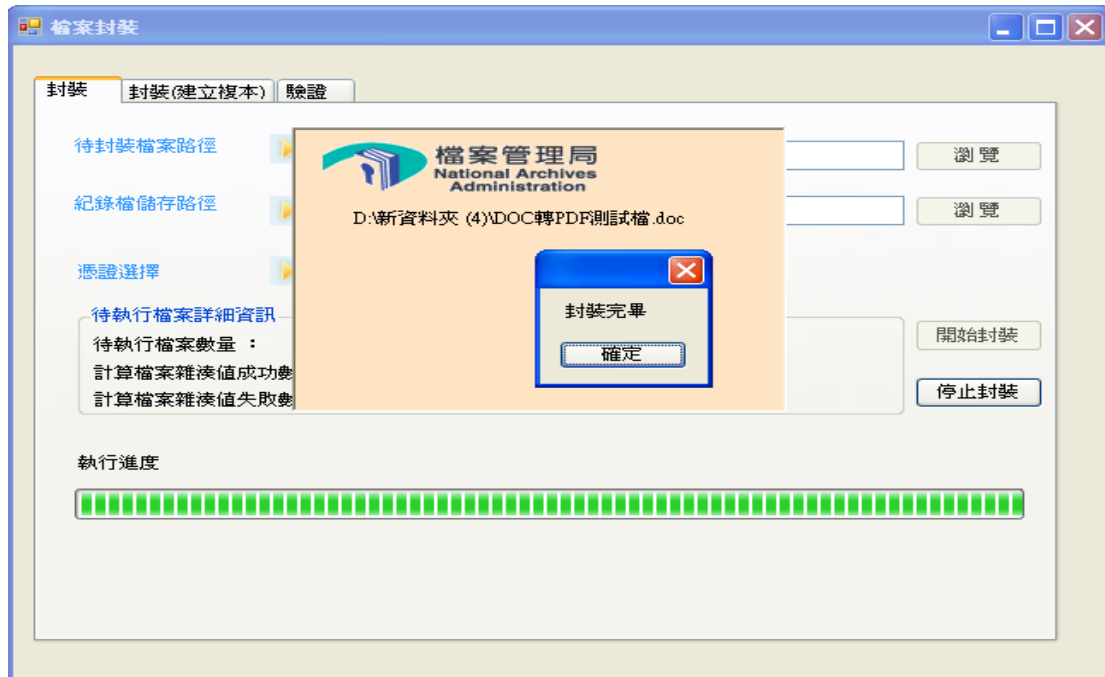 檔案封裝
封裝 封裝(建立複本) 驗證
待封裝檔案路徑
瀏覽
紀錄檔儲存路徑
瀏覽
憑證選擇
檔案管理局
National Archives
Administration
D:\新資料夾 (4)\DOC轉PDF測試檔.doc
封裝完畢
確定
待執行檔案詳細資訊
待執行檔案數量 :
計算檔案雜湊值成功數
計算檔案雜湊值失敗數
開始封裝
停止封裝
執行進度